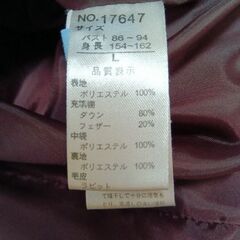 NO.17647
サイズ
バスト 86～94
身長 154～162
L
品質表示
表地
ポリエステル 100%
充填物
ダウン 80%
フェザー 20%
中袋
ポリエステル 100%
裏地
ポリエステル 100%
毛皮
ラビット